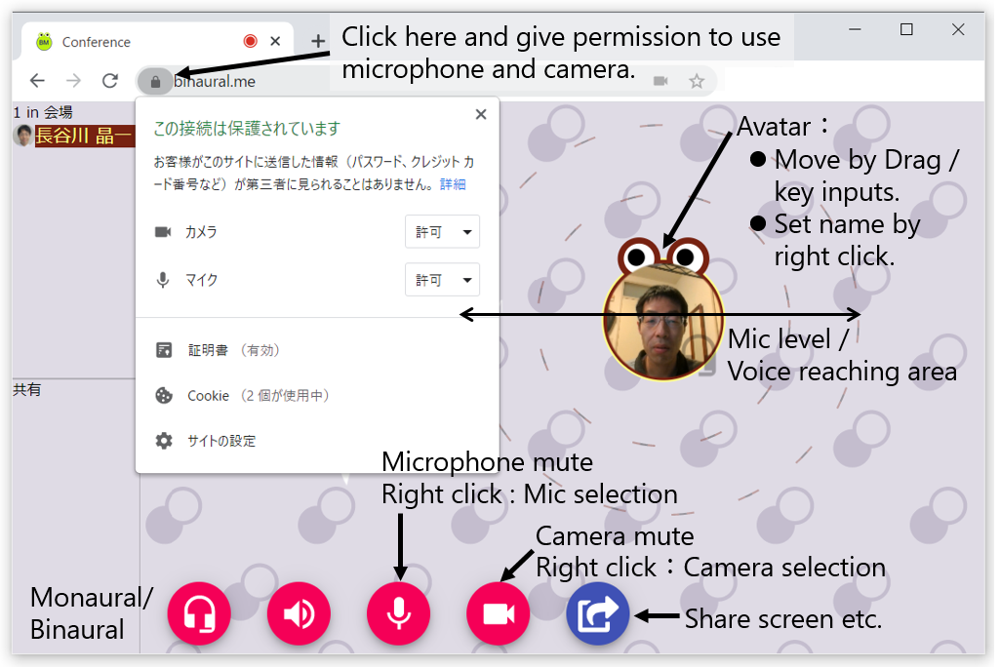 Conference
Click here and give permission to use
microphone and camera.
binaural.me
1 in 会場
長谷川 晶一
この接続は保護されています
お客様がこのサイトに送信した情報（パスワード、クレジット カ
ード番号など）が第三者に見られることはありません。 詳細
カメラ 許可
マイク 許可
証明書 （有効）
Cookie （2 個が使用中）
サイトの設定
共有
Avatar：
● Move by Drag /
key inputs.
● Set name by
right click.
Mic level /
Voice reaching area
Microphone mute
Right click : Mic selection
Camera mute
Right click：Camera selection
Monaural/
Binaural
Share screen etc.